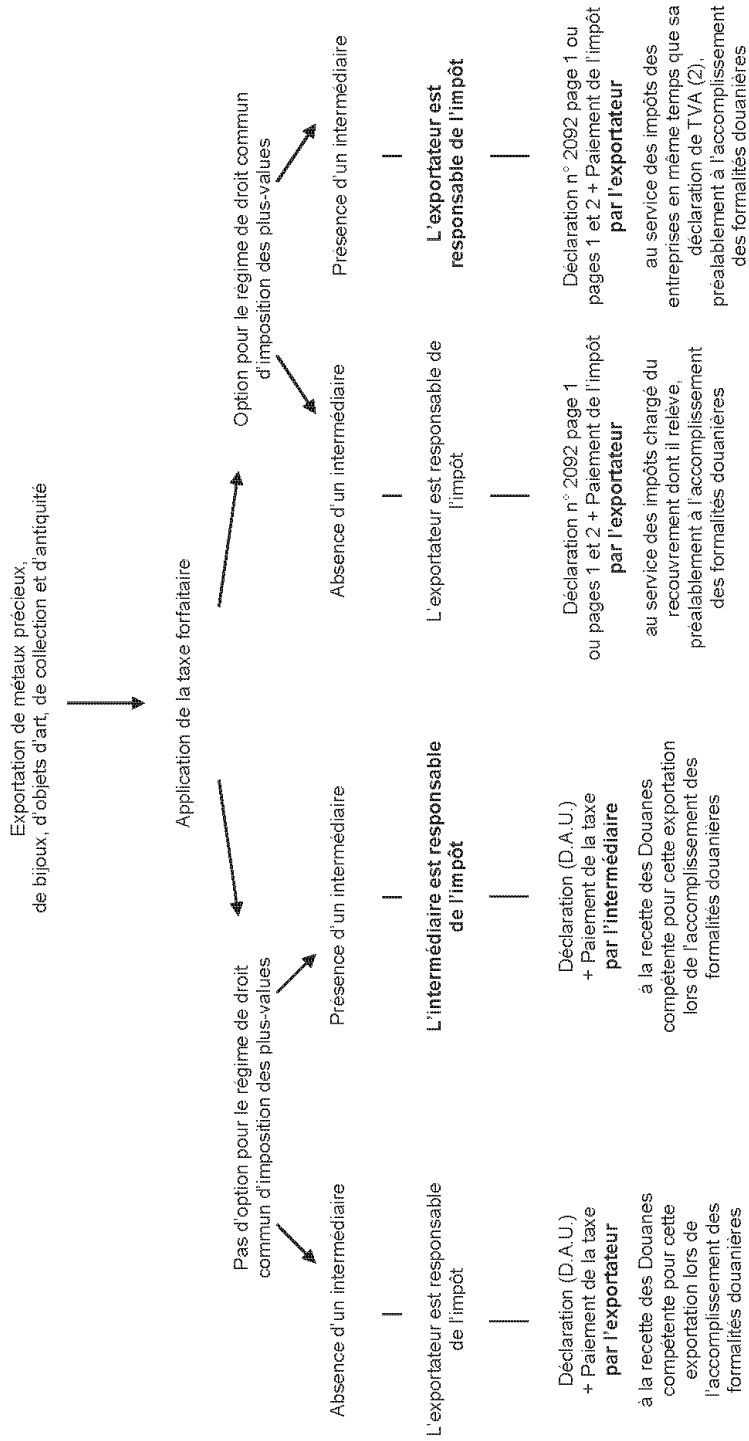 Exportation de métaux précieux,
de bijoux, d'objets d'art, de collection et d'antiquité
Application de la taxe forfaitaire
Pas d'option pour le régime de droit
commun d'imposition des plus-values
Absence d'un intermédiaire
L'exportateur est responsable
de l'impôt
Déclaration (D.A.U.)
+ Paiement de la taxe
par l'exportateur
à la recette des Douanes
compétente pour cette
exportation lors de
l'accomplissement des
formalités douanières
Présence d'un intermédiaire
L'intermédiaire est responsable
de l'impôt
Déclaration (D.A.U.)
+ Paiement de la taxe
par l'intermédiaire
à la recette des Douanes
compétente pour cette exportation
lors de l'accomplissement des
formalités douanières
Option pour le régime de droit commun
d'imposition des plus-values
Absence d'un intermédiaire
L'exportateur est responsable de
l'impôt
Déclaration n° 2092 page 1
ou pages 1 et 2 + Paiement de l'impôt
par l'exportateur
au service des impôts chargé du
recouvrement dont il relève,
préalablement à l'accomplissement
des formalités douanières
Présence d'un intermédiaire
L'exportateur est
responsable de l'impôt
Déclaration n° 2092 page 1 ou
pages 1 et 2 + Paiement de l'impôt
par l'exportateur
au service des impôts des
entreprises en même temps que sa
déclaration de TVA (2),
préalablement à l'accomplissement
des formalités douanières